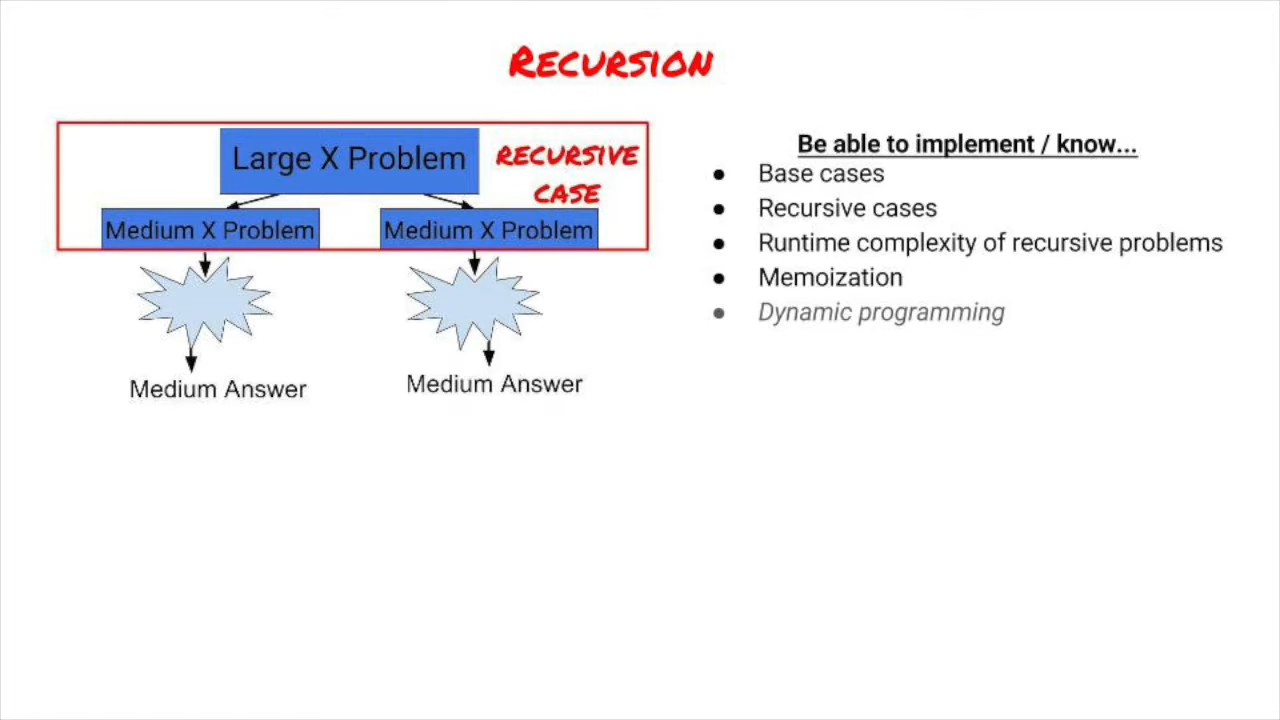 RECURSION
Large X Problem
RECURSIVE
CASE
Medium X Problem
Medium X Problem
Medium Answer
Medium Answer
Be able to implement / know...
● Base cases
● Recursive cases
● Runtime complexity of recursive problems
● Memoization
● Dynamic programming